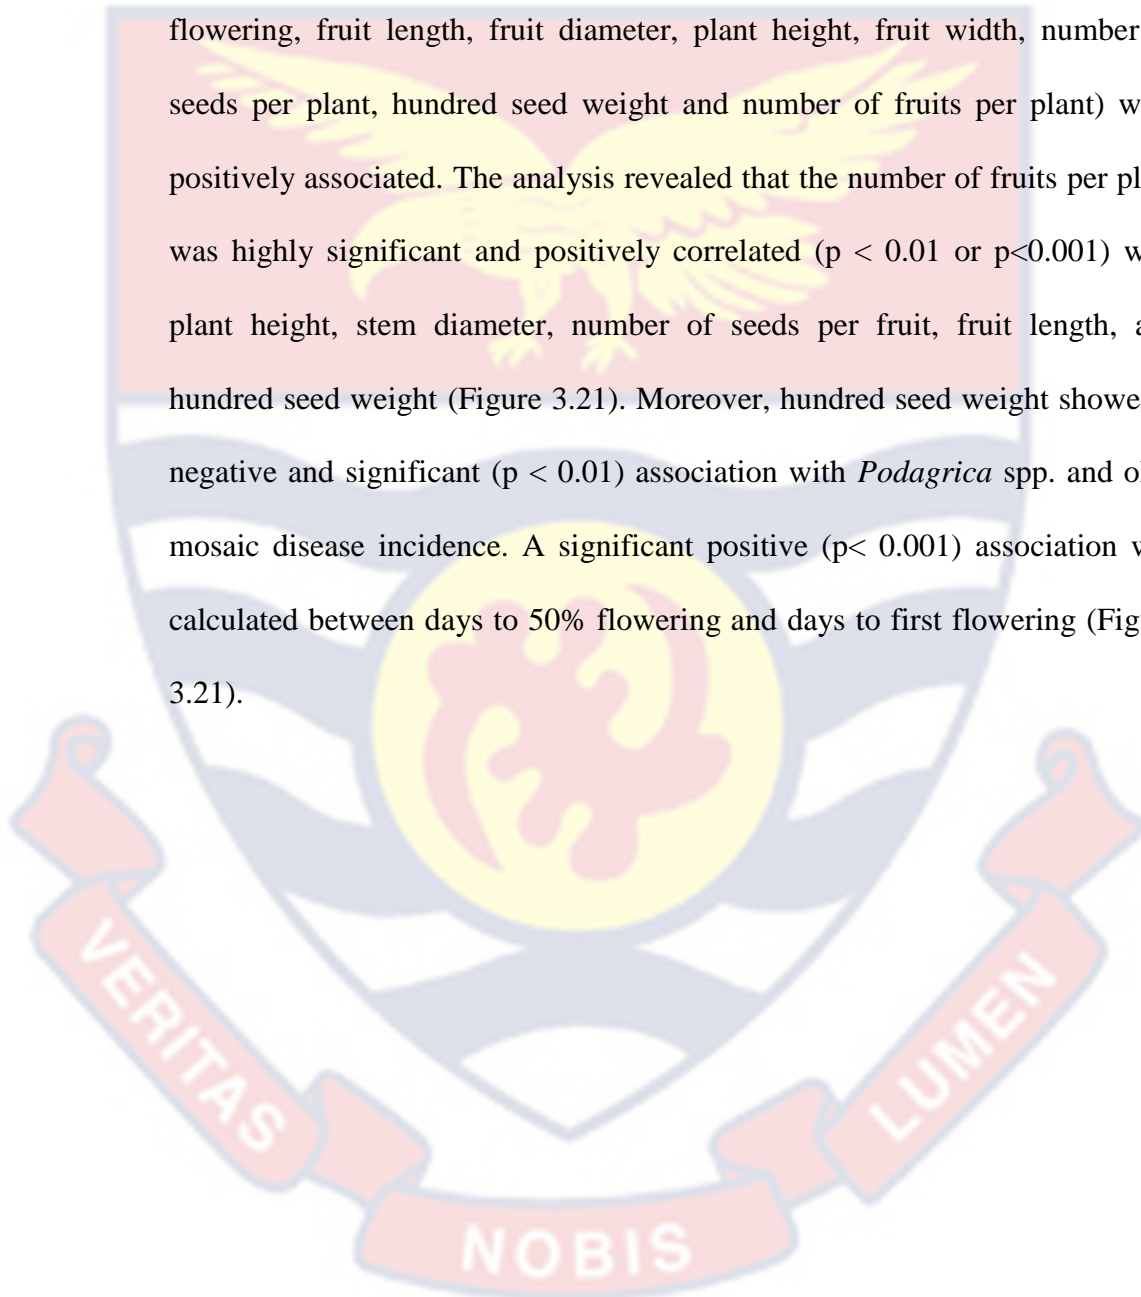 flowering, fruit length, fruit diameter, plant height, fruit width, number
seeds per plant, hundred seed weight and number of fruits per plant) w
positively associated. The analysis revealed that the number of fruits per pl
was highly significant and positively correlated (p < 0.01 or p<0.001) w
plant height, stem diameter, number of seeds per fruit, fruit length, a
hundred seed weight (Figure 3.21). Moreover, hundred seed weight showe
negative and significant (p < 0.01) association with Podagrica spp. and o
mosaic disease incidence. A significant positive (p< 0.001) association w
calculated between days to 50% flowering and days to first flowering (Fig
3.21).
VERITAS
NOBIS
LUMEN